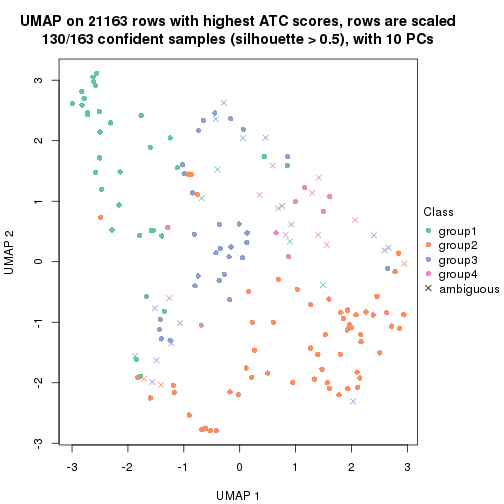 UMAP on 21163 rows with highest ATC scores, rows are scaled
130/163 confident samples (silhouette > 0.5), with 10 PCs
3
2
1
0
-1
-2
-3
UMAP 2
-3
-2
-1
0
1
2
3
UMAP 1
Class
group1
group2
group3
group4
ambiguous